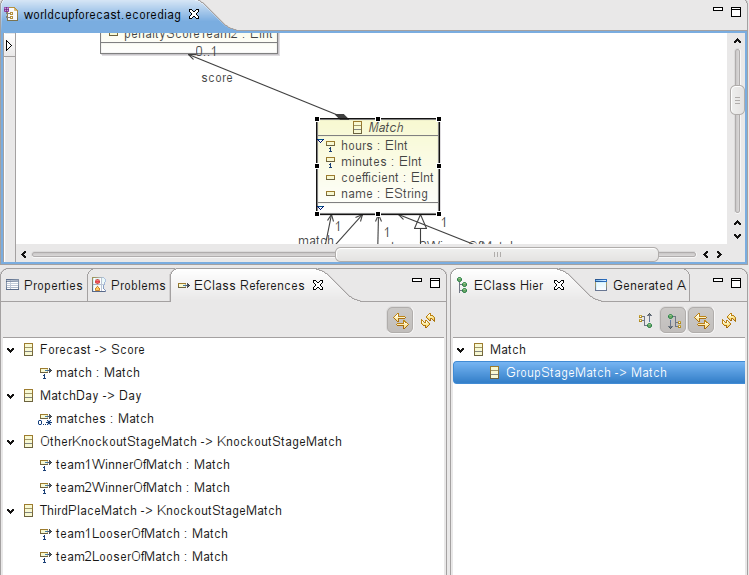 worldcupforecast.ecorediag
penaltyScoreTeam2 : EInt
0..1
score
Match
hours : EInt
minutes : EInt
coefficient : EInt
name : EString
1
1
1
match
Properties
Problems
EClass References
Forecast -> Score
match : Match
MatchDay -> Day
matches : Match
OtherKnockoutStageMatch -> KnockoutStageMatch
team1WinnerOfMatch : Match
team2WinnerOfMatch : Match
ThirdPlaceMatch -> KnockoutStageMatch
team1LooserOfMatch : Match
team2LooserOfMatch : Match
EClass Hier
Generated A
Match
GroupStageMatch -> Match